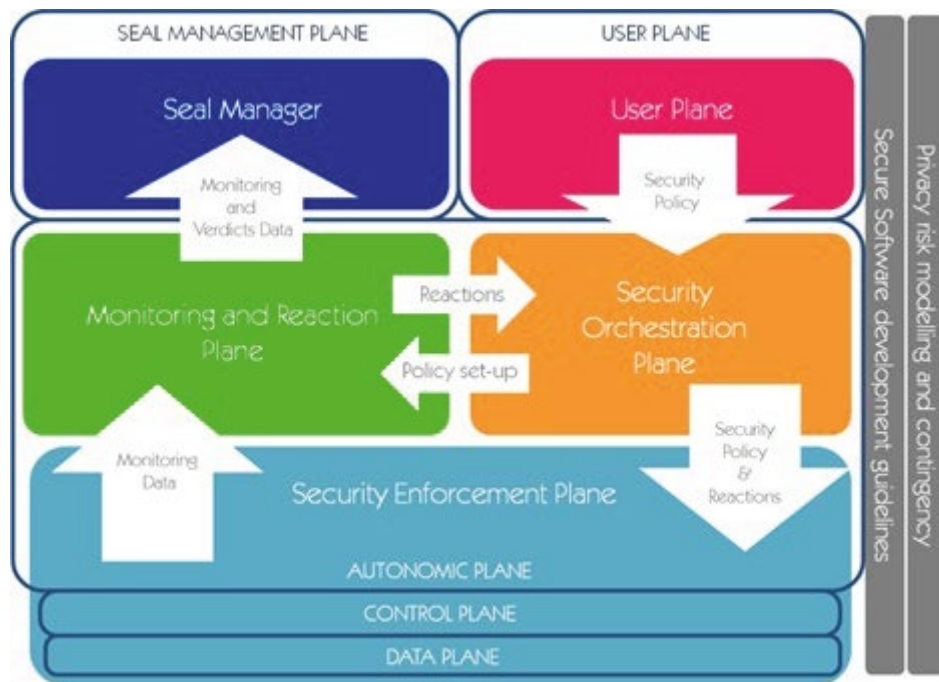 SEAL MANAGEMENT PLANE
USER PLANE
Seal Manager
User Plane
Monitoring
and
Verdicts Data
Security
Policy
Monitoring and Reaction
Plane
Reactions
Policy set-up
Security
Orchestration
Plane
Monitoring
Data
Security
Policy
&
Reactions
Security Enforcement Plane
AUTONOMIC PLANE
CONTROL PLANE
DATA PLANE
Secure Software development guidelines
Privacy risk modelling and contingency